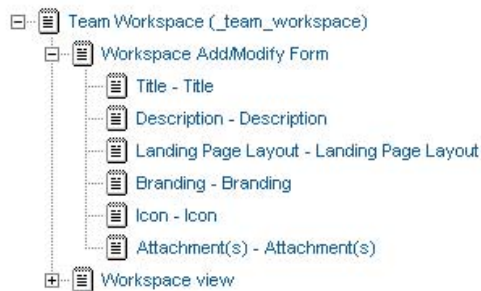 Team Workspace (_team_workspace)
Workspace Add/Modify Form
Title - Title
Description - Description
Landing Page Layout - Landing Page Layout
Branding - Branding
Icon - Icon
Attachment(s) - Attachment(s)
Workspace view